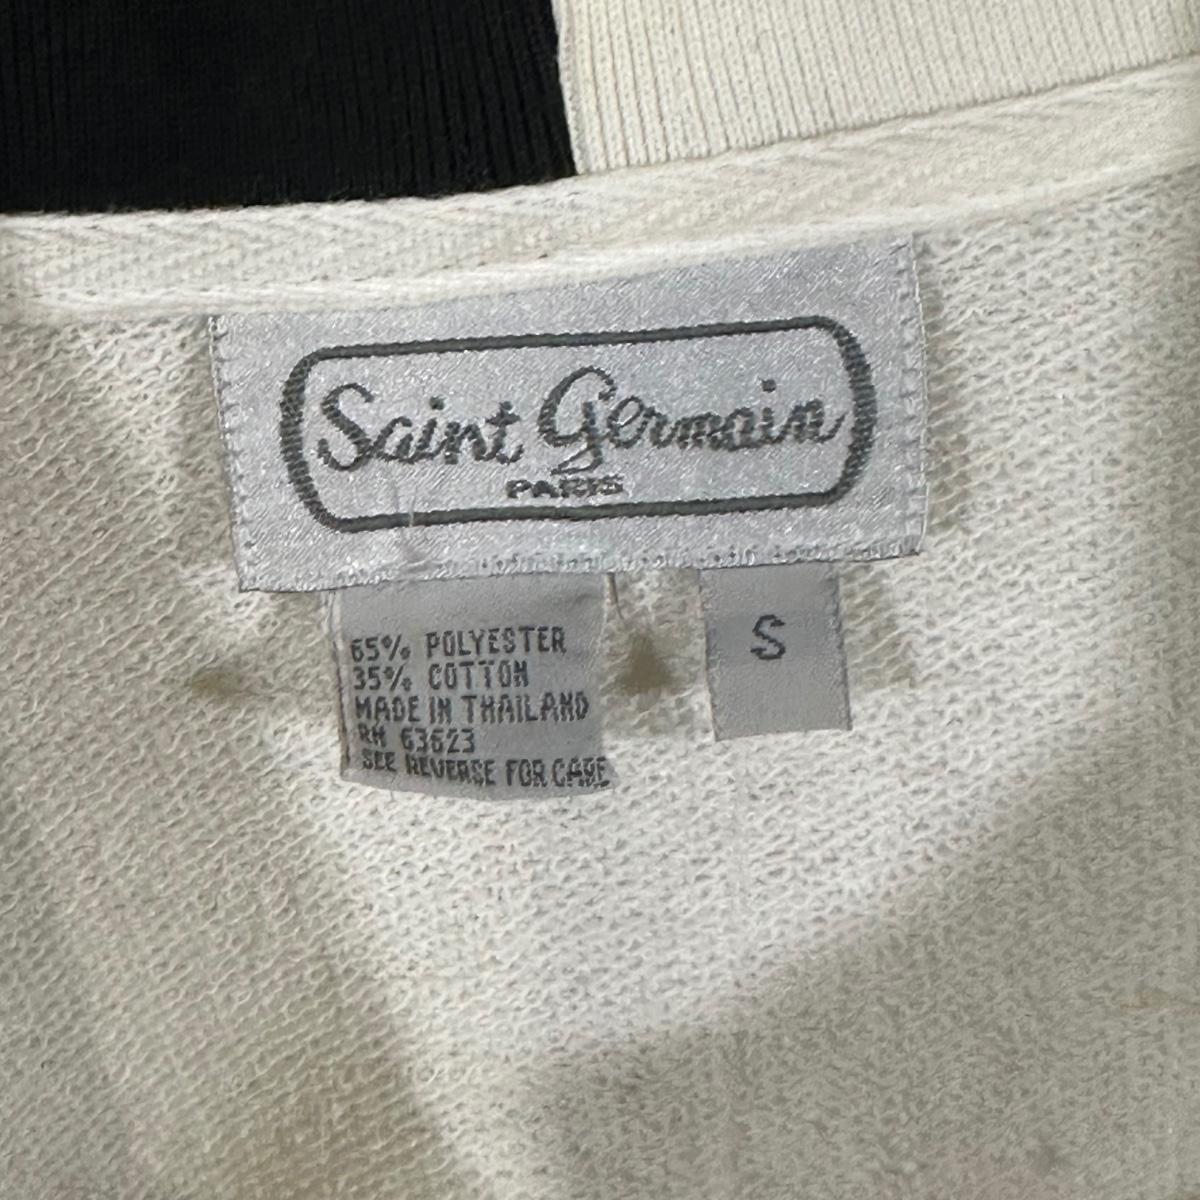 Saint Germain
PARIS
65% POLYESTER
35% COTTON
MADE IN THAILAND
RN 63623
SEE REVERSE FOR CARE
S